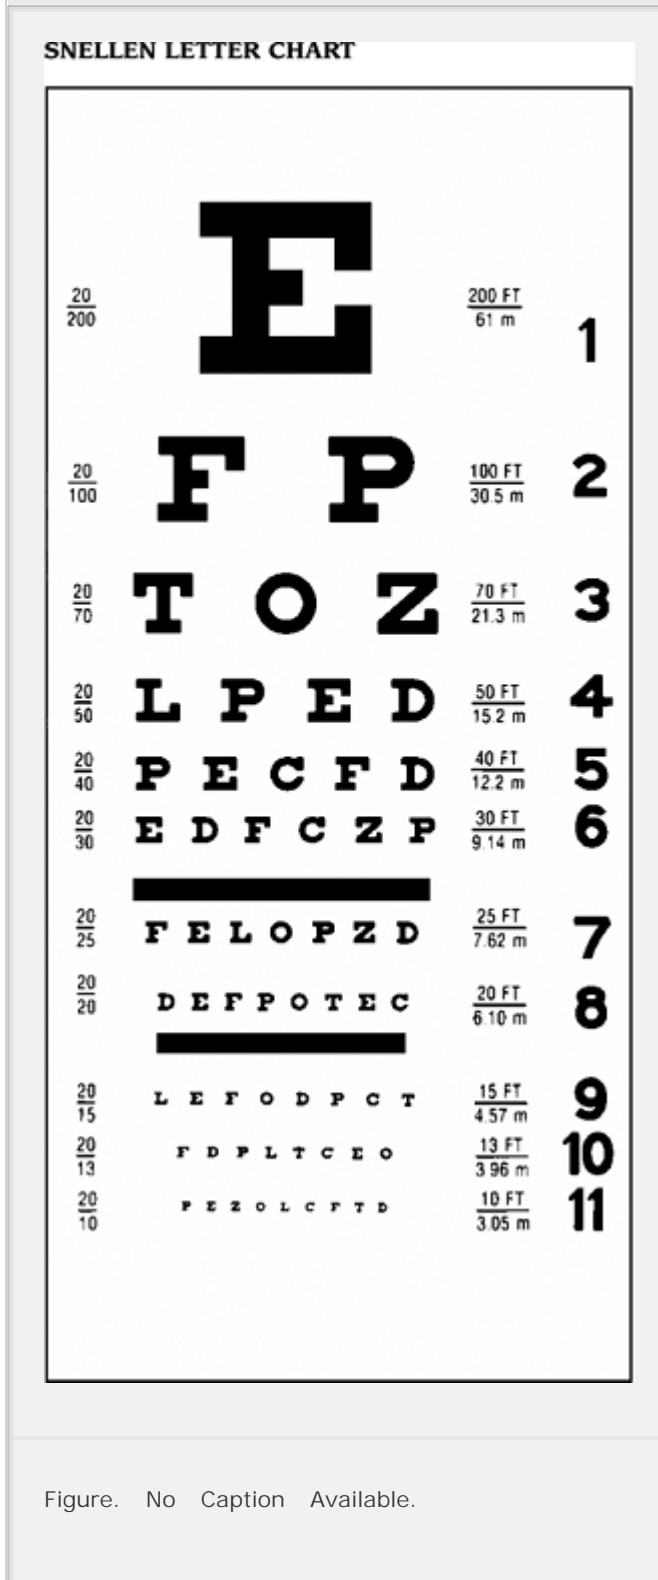 SNELLEN LETTER CHART
20/200 E 200 FT/61 m 1
20/100 F P 100 FT/30.5 m 2
20/70 T O Z 70 FT/21.3 m 3
20/50 L P E D 50 FT/15.2 m 4
20/40 P E C F D 40 FT/12.2 m 5
20/30 E D F C Z P 30 FT/9.14 m 6
20/25 F E L O P Z D 25 FT/7.62 m 7
20/20 D E F P O T E C 20 FT/6.10 m 8
20/15 L E F O D P C T 15 FT/4.57 m 9
20/13 F D P L T C E O 13 FT/3.96 m 10
20/10 P E Z O L C F T D 10 FT/3.05 m 11
Figure. No Caption Available.